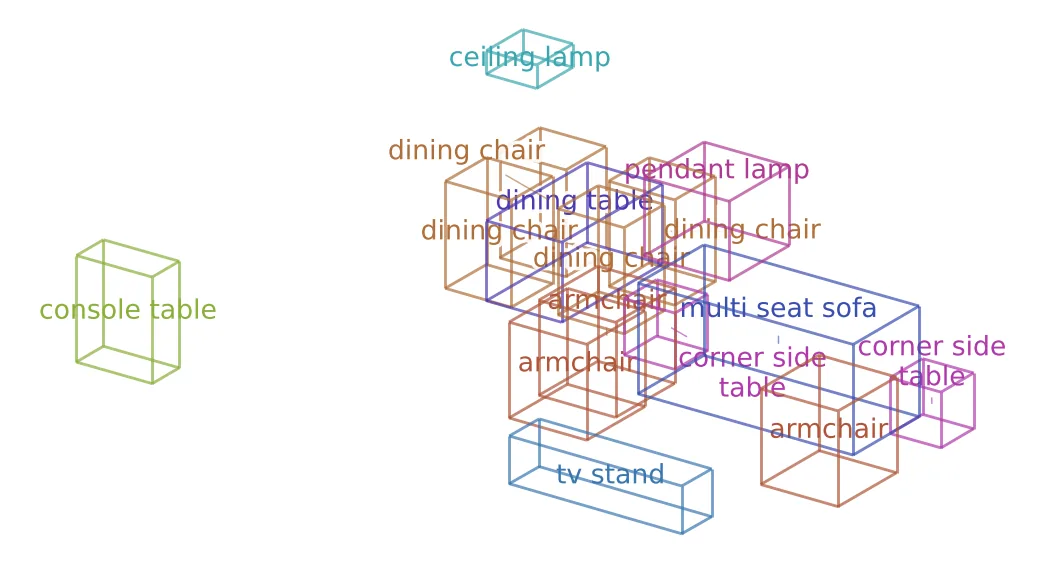 ceiling lamp
dining chair
pendant lamp
dining table
dining chair
dining chair
dining chair
armchair
console table
multi seat sofa
corner side
table
corner side
table
armchair
armchair
tv stand